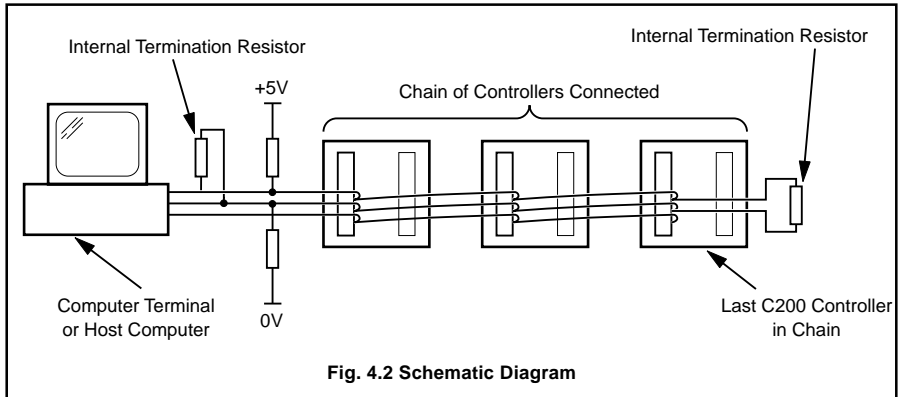 Internal Termination Resistor
Internal Termination Resistor
+5V
Chain of Controllers Connected
Computer Terminal
or Host Computer
0V
Last C200 Controller
in Chain
Fig. 4.2 Schematic Diagram